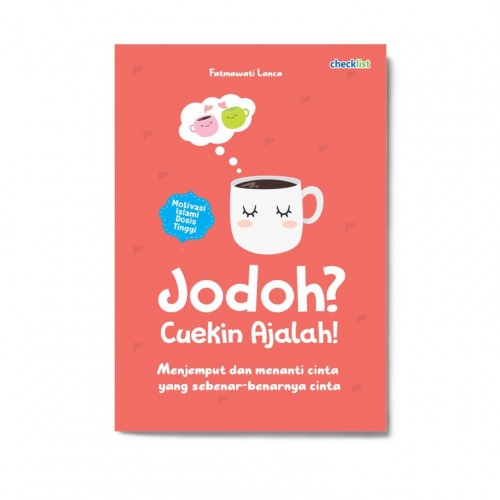 Fatmawati Lanca
checklist
Motivasi
Islami
Dosis
Tinggi
Jodoh?
Cuekin Ajalah!
Menjemput dan menanti cinta
yang sebenar-benarnya cinta